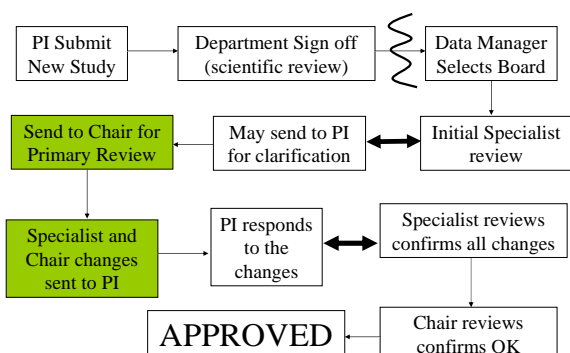 PI Submit
New Study
Department Sign off
(scientific review)
Data Manager
Selects Board
Send to Chair for
Primary Review
May send to PI
for clarification
Initial Specialist
review
Specialist and
Chair changes
sent to PI
PI responds
to the
changes
Specialist reviews
confirms all changes
APPROVED
Chair reviews
confirms OK